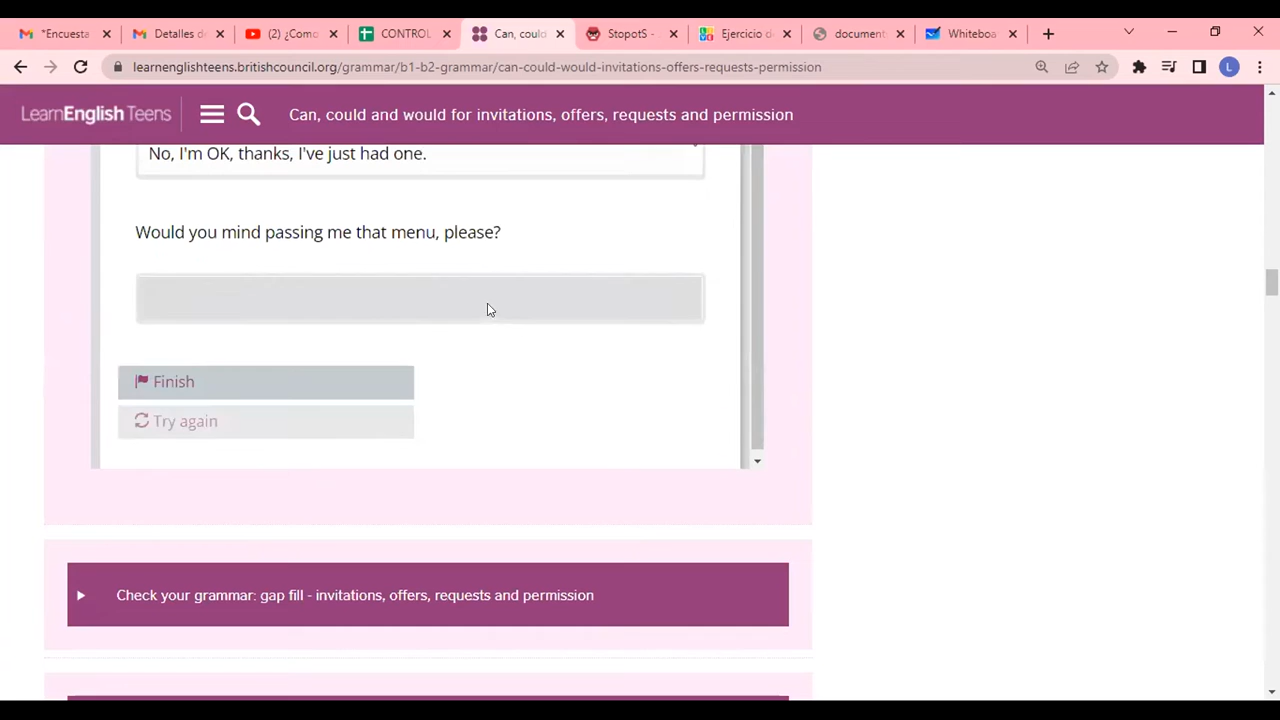 *Encuesta
Detalles de
(2) ¿Como
CONTROL
Can, could
StopotS -
Ejercicio de
document
Whiteboa
learnenglishteens.britishcouncil.org/grammar/b1-b2-grammar/can-could-would-invitations-offers-requests-permission
L
LearnEnglish Teens
Can, could and would for invitations, offers, requests and permission
No, I'm OK, thanks, I've just had one.
Would you mind passing me that menu, please?
Finish
Try again
Check your grammar: gap fill - invitations, offers, requests and permission